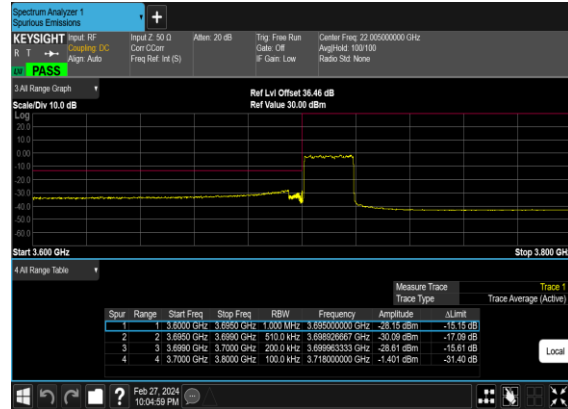 Spectrum Analyzer 1
Spurious Emissions
+
KEYSIGHT Input: RF Input Z: 50 Ω Atten: 20 dB Trig: Free Run Center Freq: 22.005000000 GHz
R T Coupling: DC Corr CCorr Gate: Off Avg|Hold: 100/100
Align: Auto Freq Ref: Int (S) IF Gain: Low Radio Std: None
PASS
3 All Range Graph
Ref Lvl Offset 36.46 dB
Scale/Div 10.0 dB Ref Value 30.00 dBm
Log
20.0
10.0
0.00
-10.0
-20.0
-30.0
-40.0
-50.0
-60.0
Start 3.600 GHz Stop 3.800 GHz
4 All Range Table
Measure Trace Trace 1
Trace Type Trace Average (Active)
Spur Range Start Freq Stop Freq RBW Frequency Amplitude ΔLimit
1 1 3.6000 GHz 3.6950 GHz 1.000 MHz 3.695000000 GHz -28.15 dBm -15.15 dB
2 2 3.6950 GHz 3.6990 GHz 510.0 kHz 3.698926667 GHz -30.09 dBm -17.09 dB
3 3 3.6990 GHz 3.7000 GHz 200.0 kHz 3.699963333 GHz -28.61 dBm -15.61 dB
4 4 3.7000 GHz 3.8000 GHz 100.0 kHz 3.718000000 GHz -1.401 dBm -31.40 dB
Local
?
Feb 27, 2024
10:04:59 PM